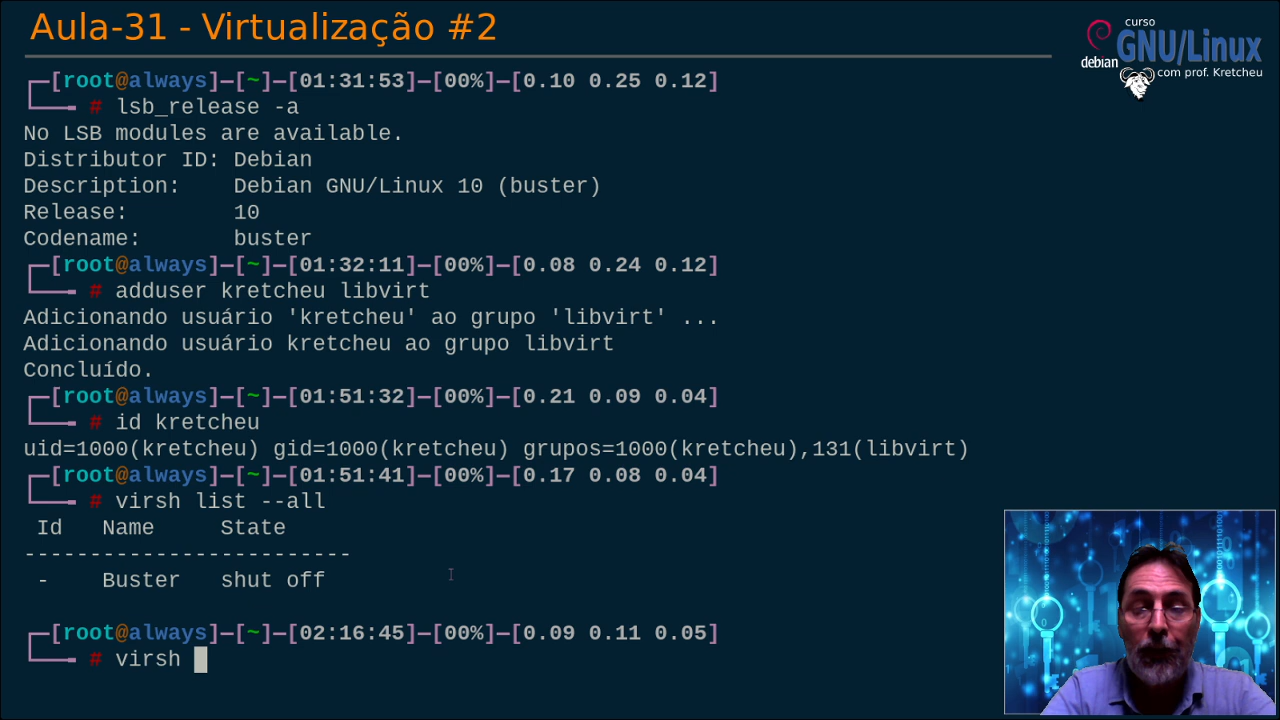 Aula-31 - Virtualização #2
curso
GNU/Linux
debian
com prof. Kretcheu
┌─[root@always]─[~]─[01:31:53]─[00%]─[0.10 0.25 0.12]
└──╼ # lsb_release -a
No LSB modules are available.
Distributor ID: Debian
Description:    Debian GNU/Linux 10 (buster)
Release:        10
Codename:       buster
┌─[root@always]─[~]─[01:32:11]─[00%]─[0.08 0.24 0.12]
└──╼ # adduser kretcheu libvirt
Adicionando usuário 'kretcheu' ao grupo 'libvirt' ...
Adicionando usuário kretcheu ao grupo libvirt
Concluído.
┌─[root@always]─[~]─[01:51:32]─[00%]─[0.21 0.09 0.04]
└──╼ # id kretcheu
uid=1000(kretcheu) gid=1000(kretcheu) grupos=1000(kretcheu),131(libvirt)
┌─[root@always]─[~]─[01:51:41]─[00%]─[0.17 0.08 0.04]
└──╼ # virsh list --all
 Id   Name     State
-------------------------
 -    Buster   shut off
┌─[root@always]─[~]─[02:16:45]─[00%]─[0.09 0.11 0.05]
└──╼ # virsh